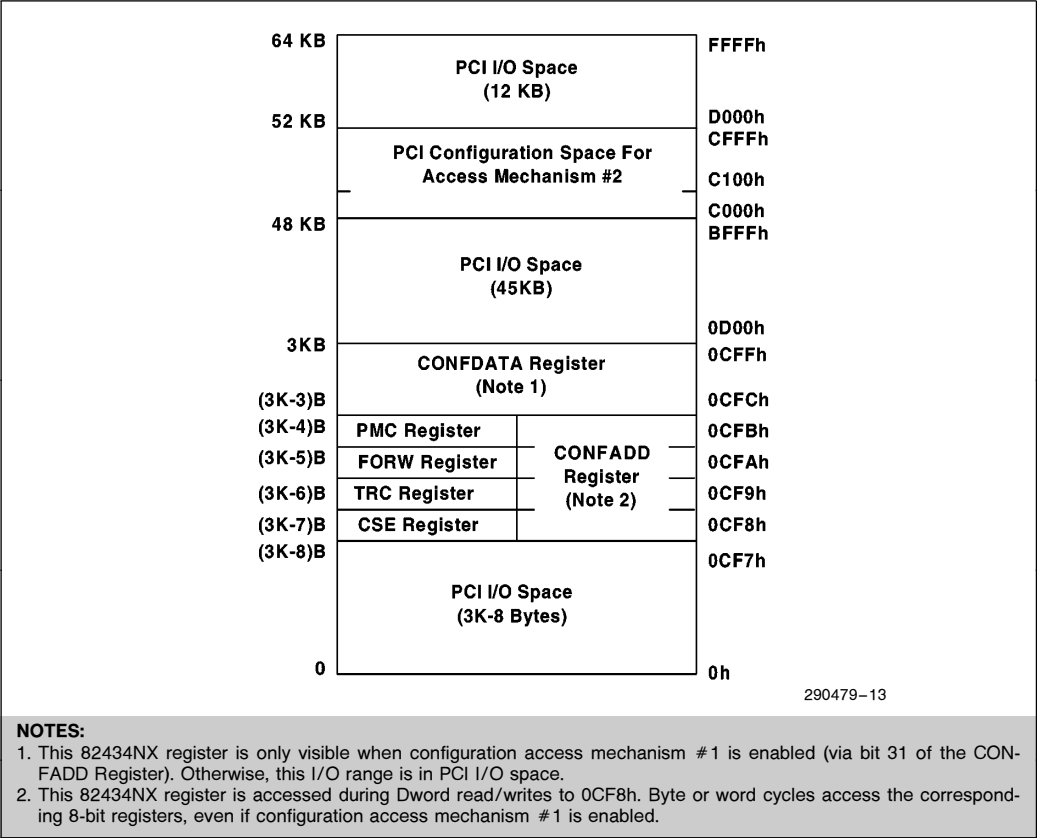 64 KB
FFFFh
PCI I/O Space
(12 KB)
D000h
52 KB
CFFFh
PCI Configuration Space For
Access Mechanism #2
C100h
C000h
48 KB
BFFFh
PCI I/O Space
(45KB)
0D00h
3KB
0CFFh
CONFDATA Register
(Note 1)
(3K-3)B
0CFCh
(3K-4)B
PMC Register
0CFBh
(3K-5)B
FORW Register
CONFADD
Register
(Note 2)
0CFAh
(3K-6)B
TRC Register
0CF9h
(3K-7)B
CSE Register
0CF8h
(3K-8)B
0CF7h
PCI I/O Space
(3K-8 Bytes)
0
0h
290479–13
NOTES:
1. This 82434NX register is only visible when configuration access mechanism #1 is enabled (via bit 31 of the CON-
FADD Register). Otherwise, this I/O range is in PCI I/O space.
2. This 82434NX register is accessed during Dword read/writes to 0CF8h. Byte or word cycles access the correspond-
ing 8-bit registers, even if configuration access mechanism #1 is enabled.